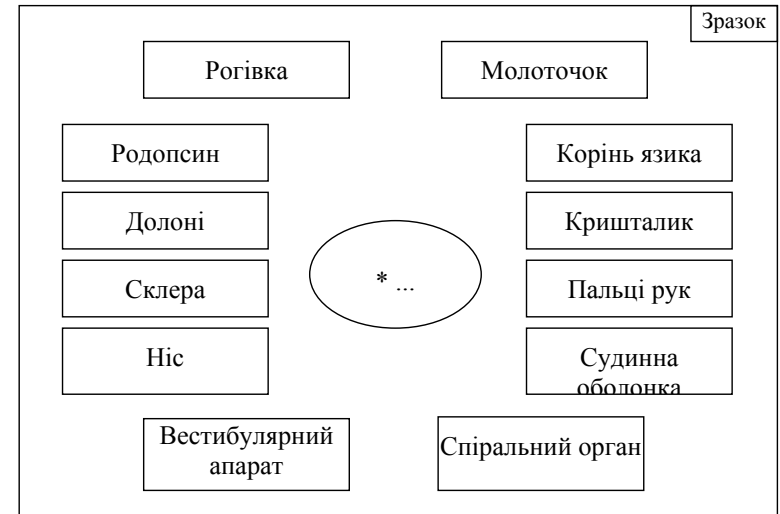 Зразок
Рогівка
Молоточок
Родопсин
Корінь язика
Долоні
Кришталик
* ...
Склера
Пальці рук
Ніс
Судинна
оболонка
Вестибулярний
апарат
Спіральний орган